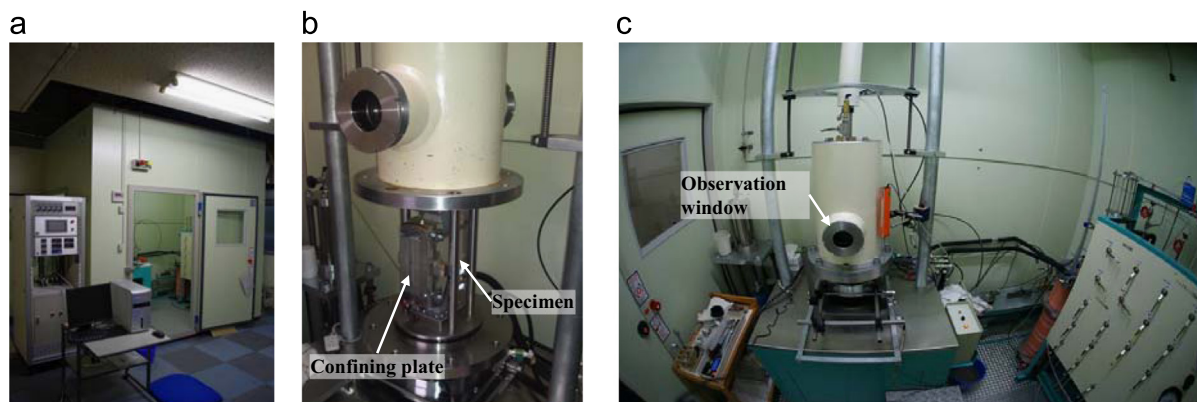 a
b
c
Observation
window
Specimen
Confining plate